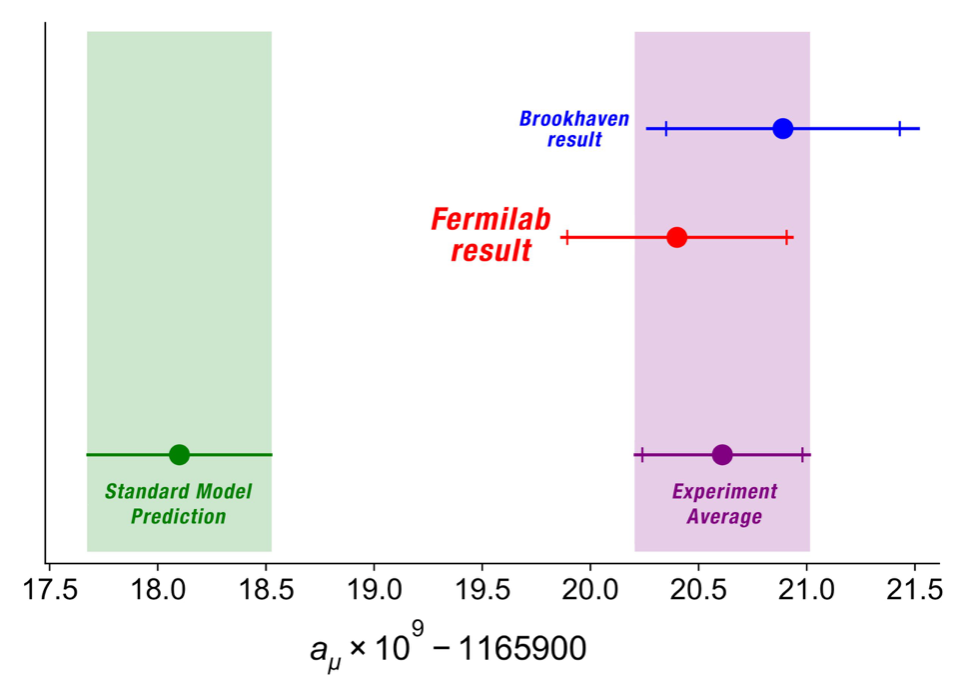 Brookhaven
result
Fermilab
result
Standard Model
Prediction
Experiment
Average
17.5 18.0 18.5 19.0 19.5 20.0 20.5 21.0 21.5
aμ × 10⁹ − 1165900